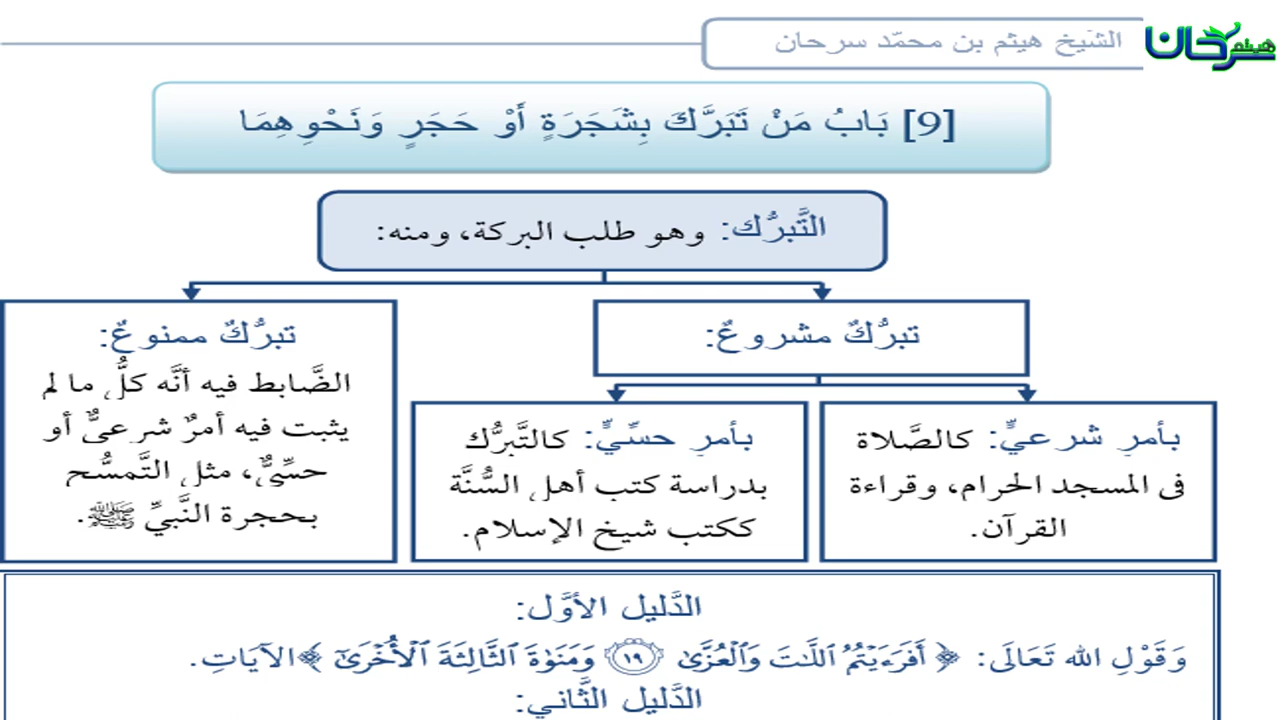 الشيخ هيثم بن محمّد سرحان
هيثم سرحان
[9] بَابُ مَنْ تَبَرَّكَ بِشَجَرَةٍ أَوْ حَجَرٍ وَنَحْوِهِمَا
التَّبرُّك: وهو طلب البركة، ومنه:
تبرُّكٌ مشروعٌ:
بأمرٍ شرعيٍّ: كالصَّلاة
في المسجد الحرام، وقراءة
القرآن.
بأمرٍ حسِّيٍّ: كالتَّبرُّك
بدراسة كتب أهل السُّنَّة
ككتب شيخ الإسلام.
تبرُّكٌ ممنوعٌ:
الضَّابط فيه أنَّه كلُّ ما لم
يثبت فيه أمرٌ شرعيٌّ أو
حسِّيٌّ، مثل التَّمسُّح
بحجرة النَّبيِّ ﷺ.
الدَّليل الأوَّل:
وَقَوْلِ الله تَعَالَى: ﴿أَفَرَءَيْتُمُ ٱللَّٰتَ وَٱلْعُزَّىٰ ۝١٩ وَمَنَوٰةَ ٱلثَّالِثَةَ ٱلْأُخْرَىٰٓ﴾ الآيَاتِ.
الدَّليل الثَّاني: